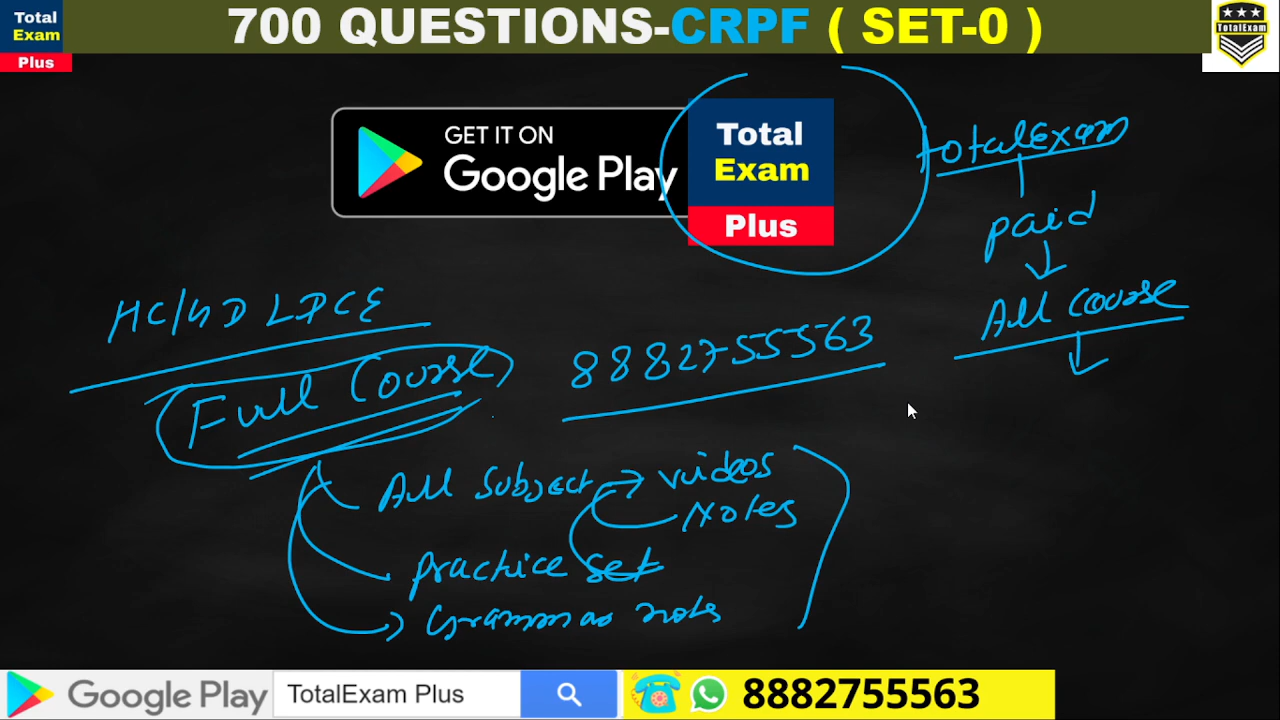 Total
Exam
Plus
700 QUESTIONS-CRPF ( SET-0 )
TotalExam
GET IT ON
Google Play
Total
Exam
Plus
totalExam
paid
All Course
HC/GD LDCE
Full Course
8882755563
All Subject → videos
Notes
practice set
Grammar notes
Google Play
TotalExam Plus
8882755563